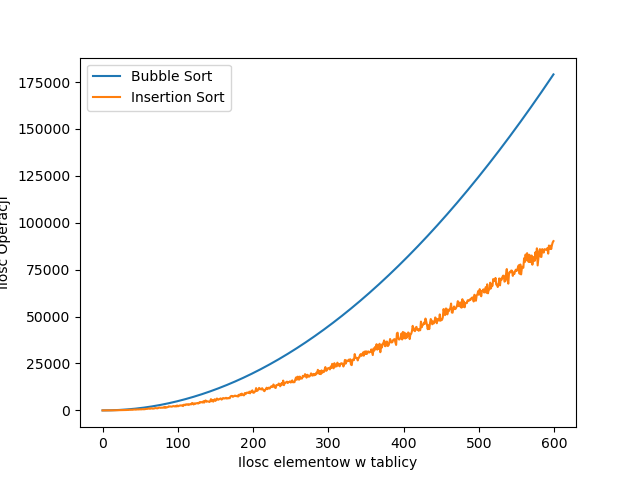 Bubble Sort
Insertion Sort
175000
150000
125000
100000
75000
50000
25000
0
Ilosc Operacji
0 100 200 300 400 500 600
Ilosc elementow w tablicy